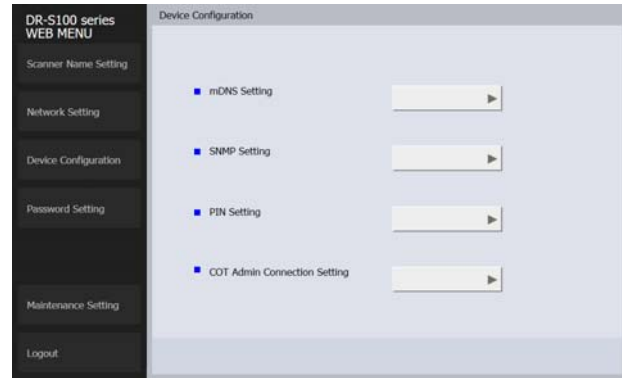 DR-S100 series
WEB MENU
Scanner Name Setting
Network Setting
Device Configuration
Password Setting
Maintenance Setting
Logout
Device Configuration
mDNS Setting
SNMP Setting
PIN Setting
COT Admin Connection Setting